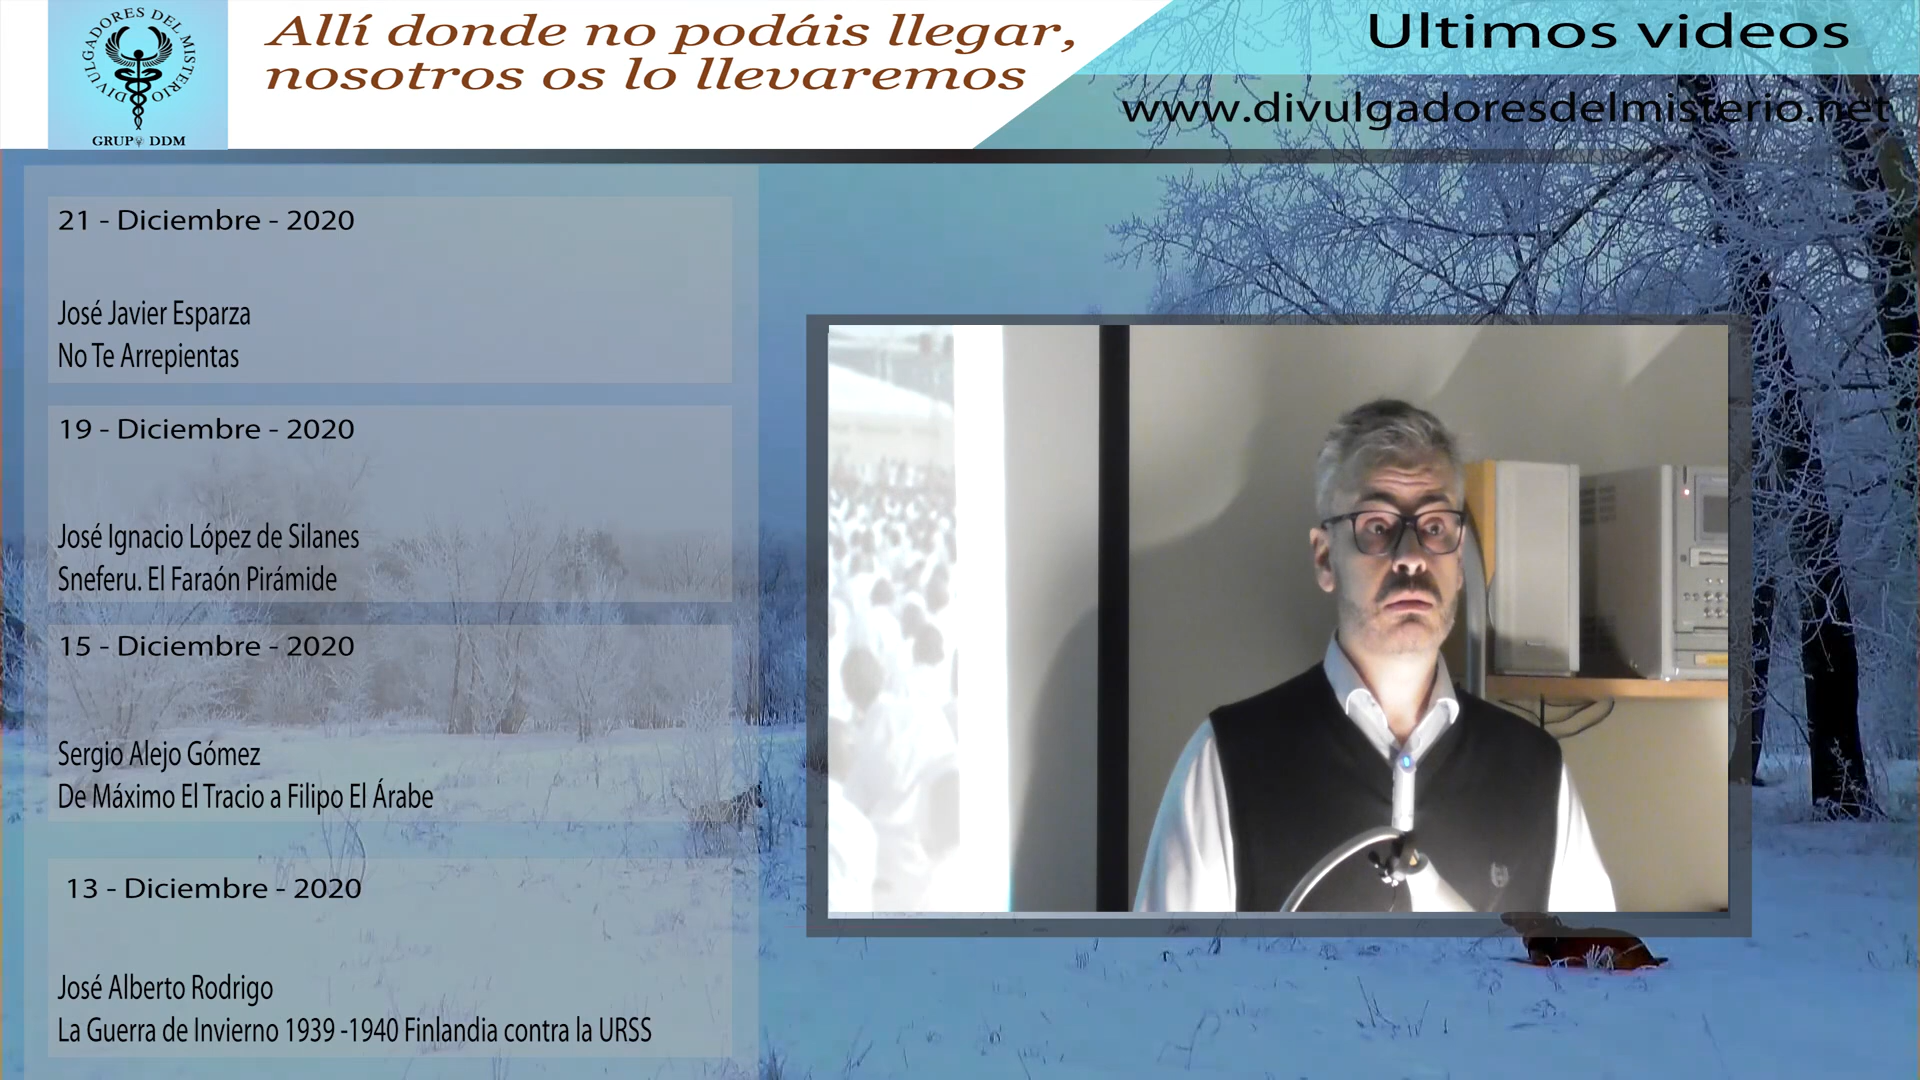 DIVULGADORES DEL MISTERIO
GRUPO DDM
Allí donde no podáis llegar,
nosotros os lo llevaremos
Ultimos videos
www.divulgadoresdelmisterio.net
21 - Diciembre - 2020
José Javier Esparza
No Te Arrepientas
19 - Diciembre - 2020
José Ignacio López de Silanes
Sneferu. El Faraón Pirámide
15 - Diciembre - 2020
Sergio Alejo Gómez
De Máximo El Tracio a Filipo El Árabe
13 - Diciembre - 2020
José Alberto Rodrigo
La Guerra de Invierno 1939 -1940 Finlandia contra la URSS